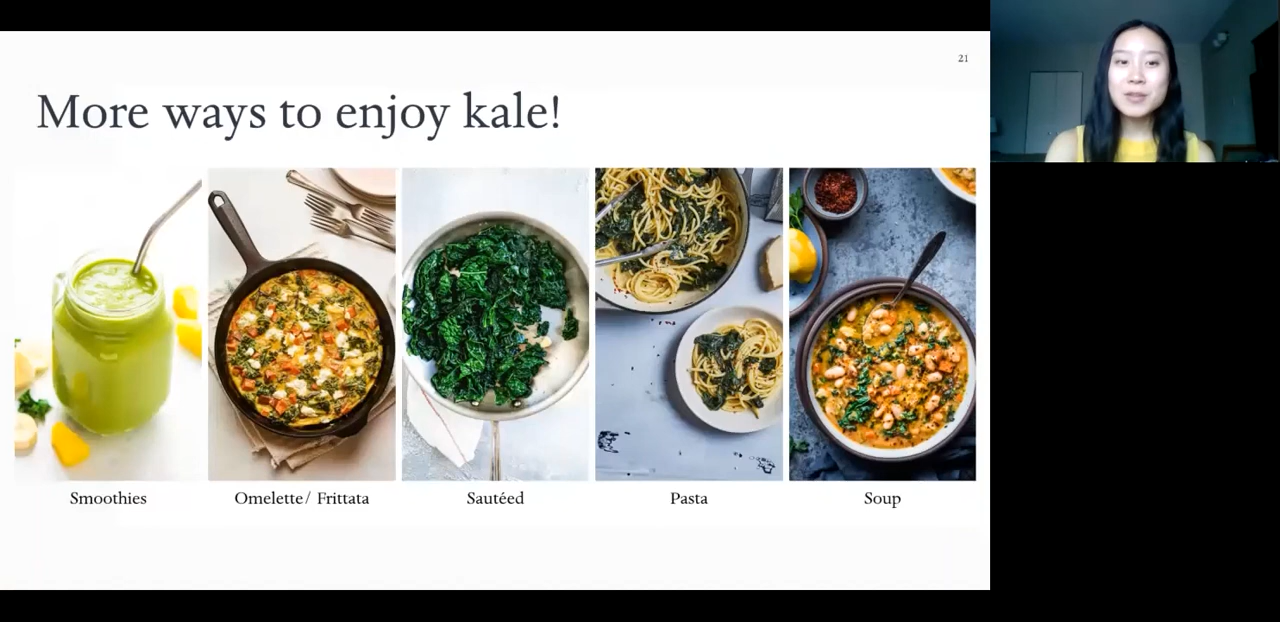 21
More ways to enjoy kale!
Smoothies
Omelette/ Frittata
Sautéed
Pasta
Soup